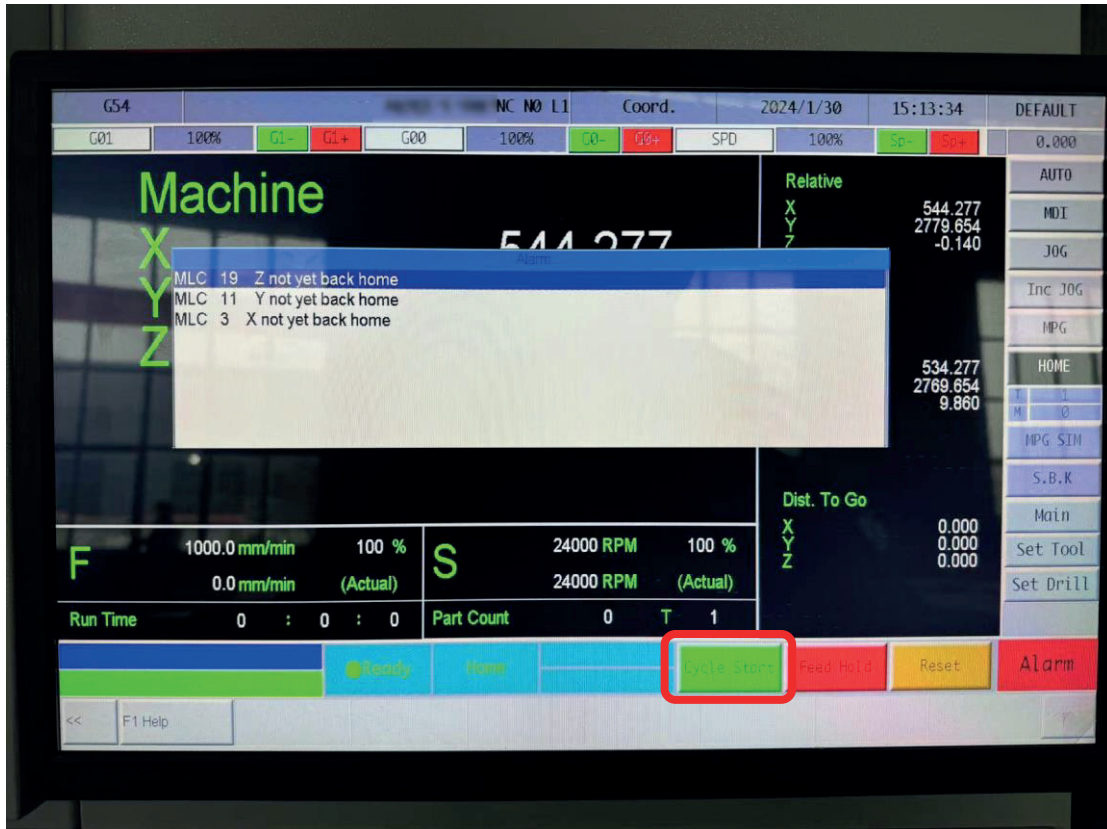 G54 NC N0 L1 Coord. 2024/1/30 15:13:34 DEFAULT
G01 100% G1- G1+ G00 100% G0- G0+ SPD 100% Sp- Sp+ 0.000
Machine
X 544.277
Y
Z
Relative
X 544.277
Y 2779.654
Z -0.140
Alarm
MLC 19 Z not yet back home
MLC 11 Y not yet back home
MLC 3 X not yet back home
534.277
2769.654
9.860
Dist. To Go
X 0.000
Y 0.000
Z 0.000
AUTO
MDI
JOG
Inc JOG
MPG
HOME
T 1
M 0
MPG SIM
S.B.K
Main
Set Tool
Set Drill
F 1000.0 mm/min 100 %
0.0 mm/min (Actual)
S 24000 RPM 100 %
24000 RPM (Actual)
Run Time 0 : 0 : 0 Part Count 0 T 1
Ready Home Cycle Start Feed Hold Reset Alarm
<< F1 Help